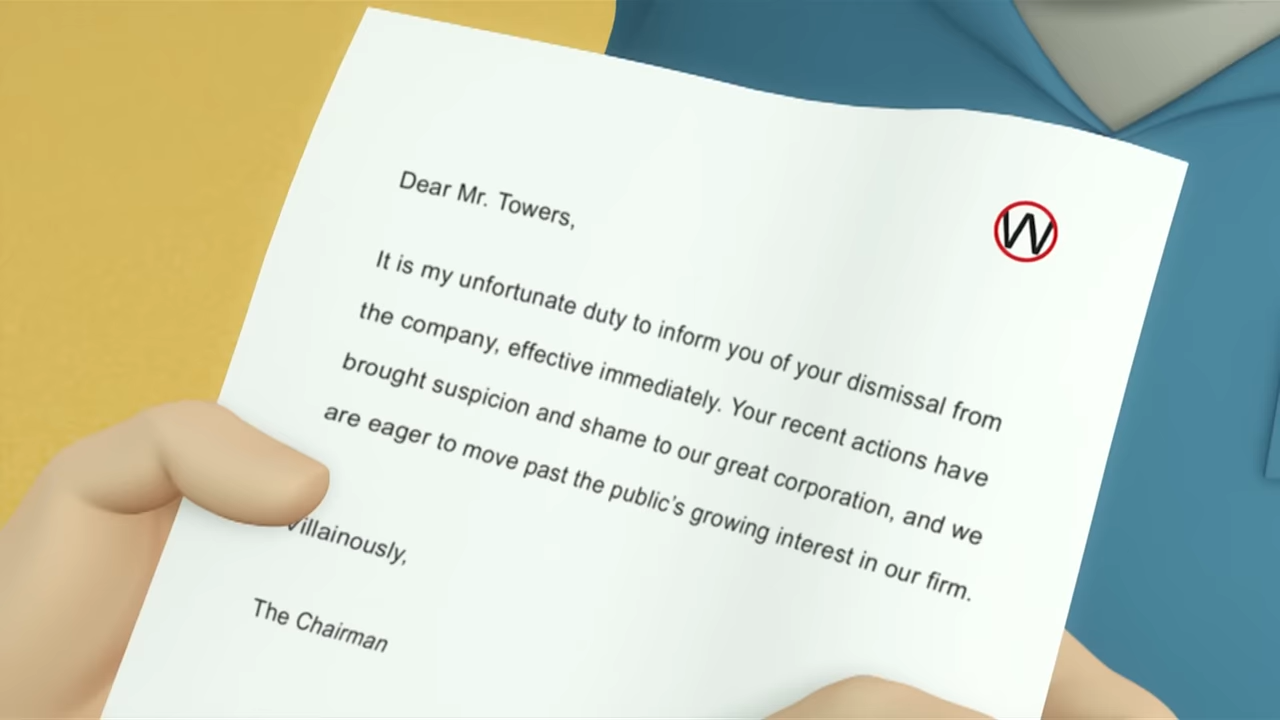 W
Dear Mr. Towers,
It is my unfortunate duty to inform you of your dismissal from
the company, effective immediately. Your recent actions have
brought suspicion and shame to our great corporation, and we
are eager to move past the public's growing interest in our firm.
Villainously,
The Chairman